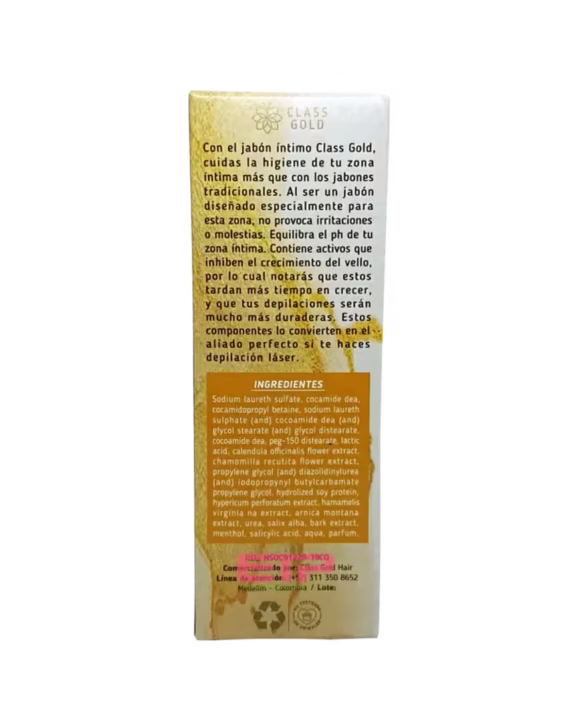 CLASS
GOLD
Con el jabón íntimo Class Gold,
cuidas la higiene de tu zona
íntima más que con los jabones
tradicionales. Al ser un jabón
diseñado especialmente para
esta zona, no provoca irritaciones
o molestias. Equilibra el ph de tu
zona íntima. Contiene activos que
inhiben el crecimiento del vello,
por lo cual notarás que estos
tardan más tiempo en crecer,
y que tus depilaciones serán
mucho más duraderas. Estos
componentes lo convierten en el
aliado perfecto si te haces
depilación láser.
INGREDIENTES
Sodium laureth sulfate, cocamide dea,
cocamidopropyl betaine, sodium laureth
sulphate (and) cocoamide dea (and)
glycol stearate (and) glycol distearate,
cocoamide dea, peg-150 distearate, lactic
acid, calendula officinalis flower extract,
chamomilla recutita flower extract,
propylene glycol (and) diazolidinylurea
(and) iodopropynyl butylcarbamate
propylene glycol, hydrolized soy protein,
hypericum perforatum extract, hamamelis
virginia na extract, arnica montana
extract, urea, salix alba, bark extract,
menthol, salicylic acid, aqua, parfum.
Comercializado por: Class Gold Hair
Línea de atención: (+57) 311 350 8652
Medellín - Colombia / Lote: